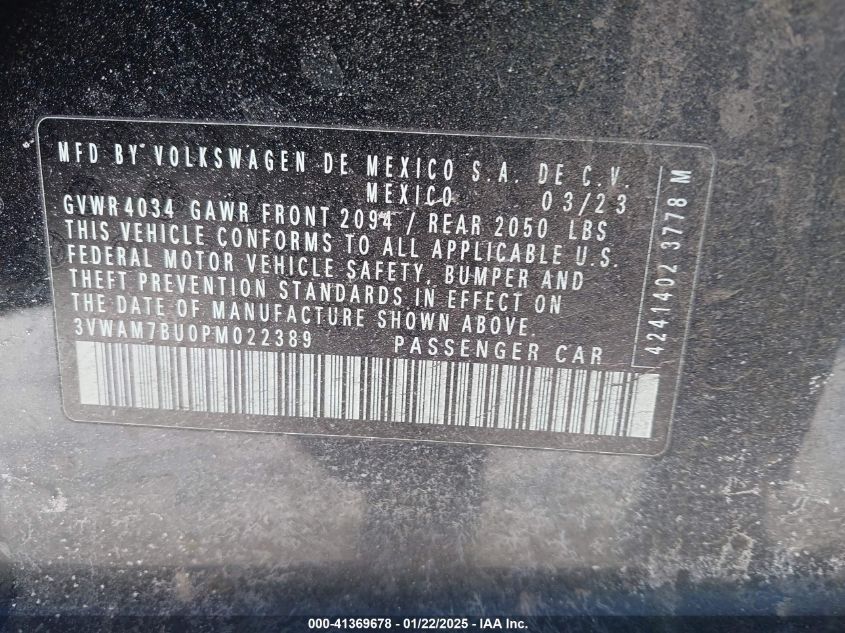 MFD BY VOLKSWAGEN DE MEXICO S.A. DE C.V.
MEXICO 03/23
GVWR 4034 GAWR FRONT 2094 / REAR 2050 LBS
THIS VEHICLE CONFORMS TO ALL APPLICABLE U.S.
FEDERAL MOTOR VEHICLE SAFETY, BUMPER AND
THEFT PREVENTION STANDARDS IN EFFECT ON
THE DATE OF MANUFACTURE SHOWN ABOVE.
3VWAM7BU0PM022389 PASSENGER CAR
4241402 3778 M
000-41369678 - 01/22/2025 - IAA Inc.